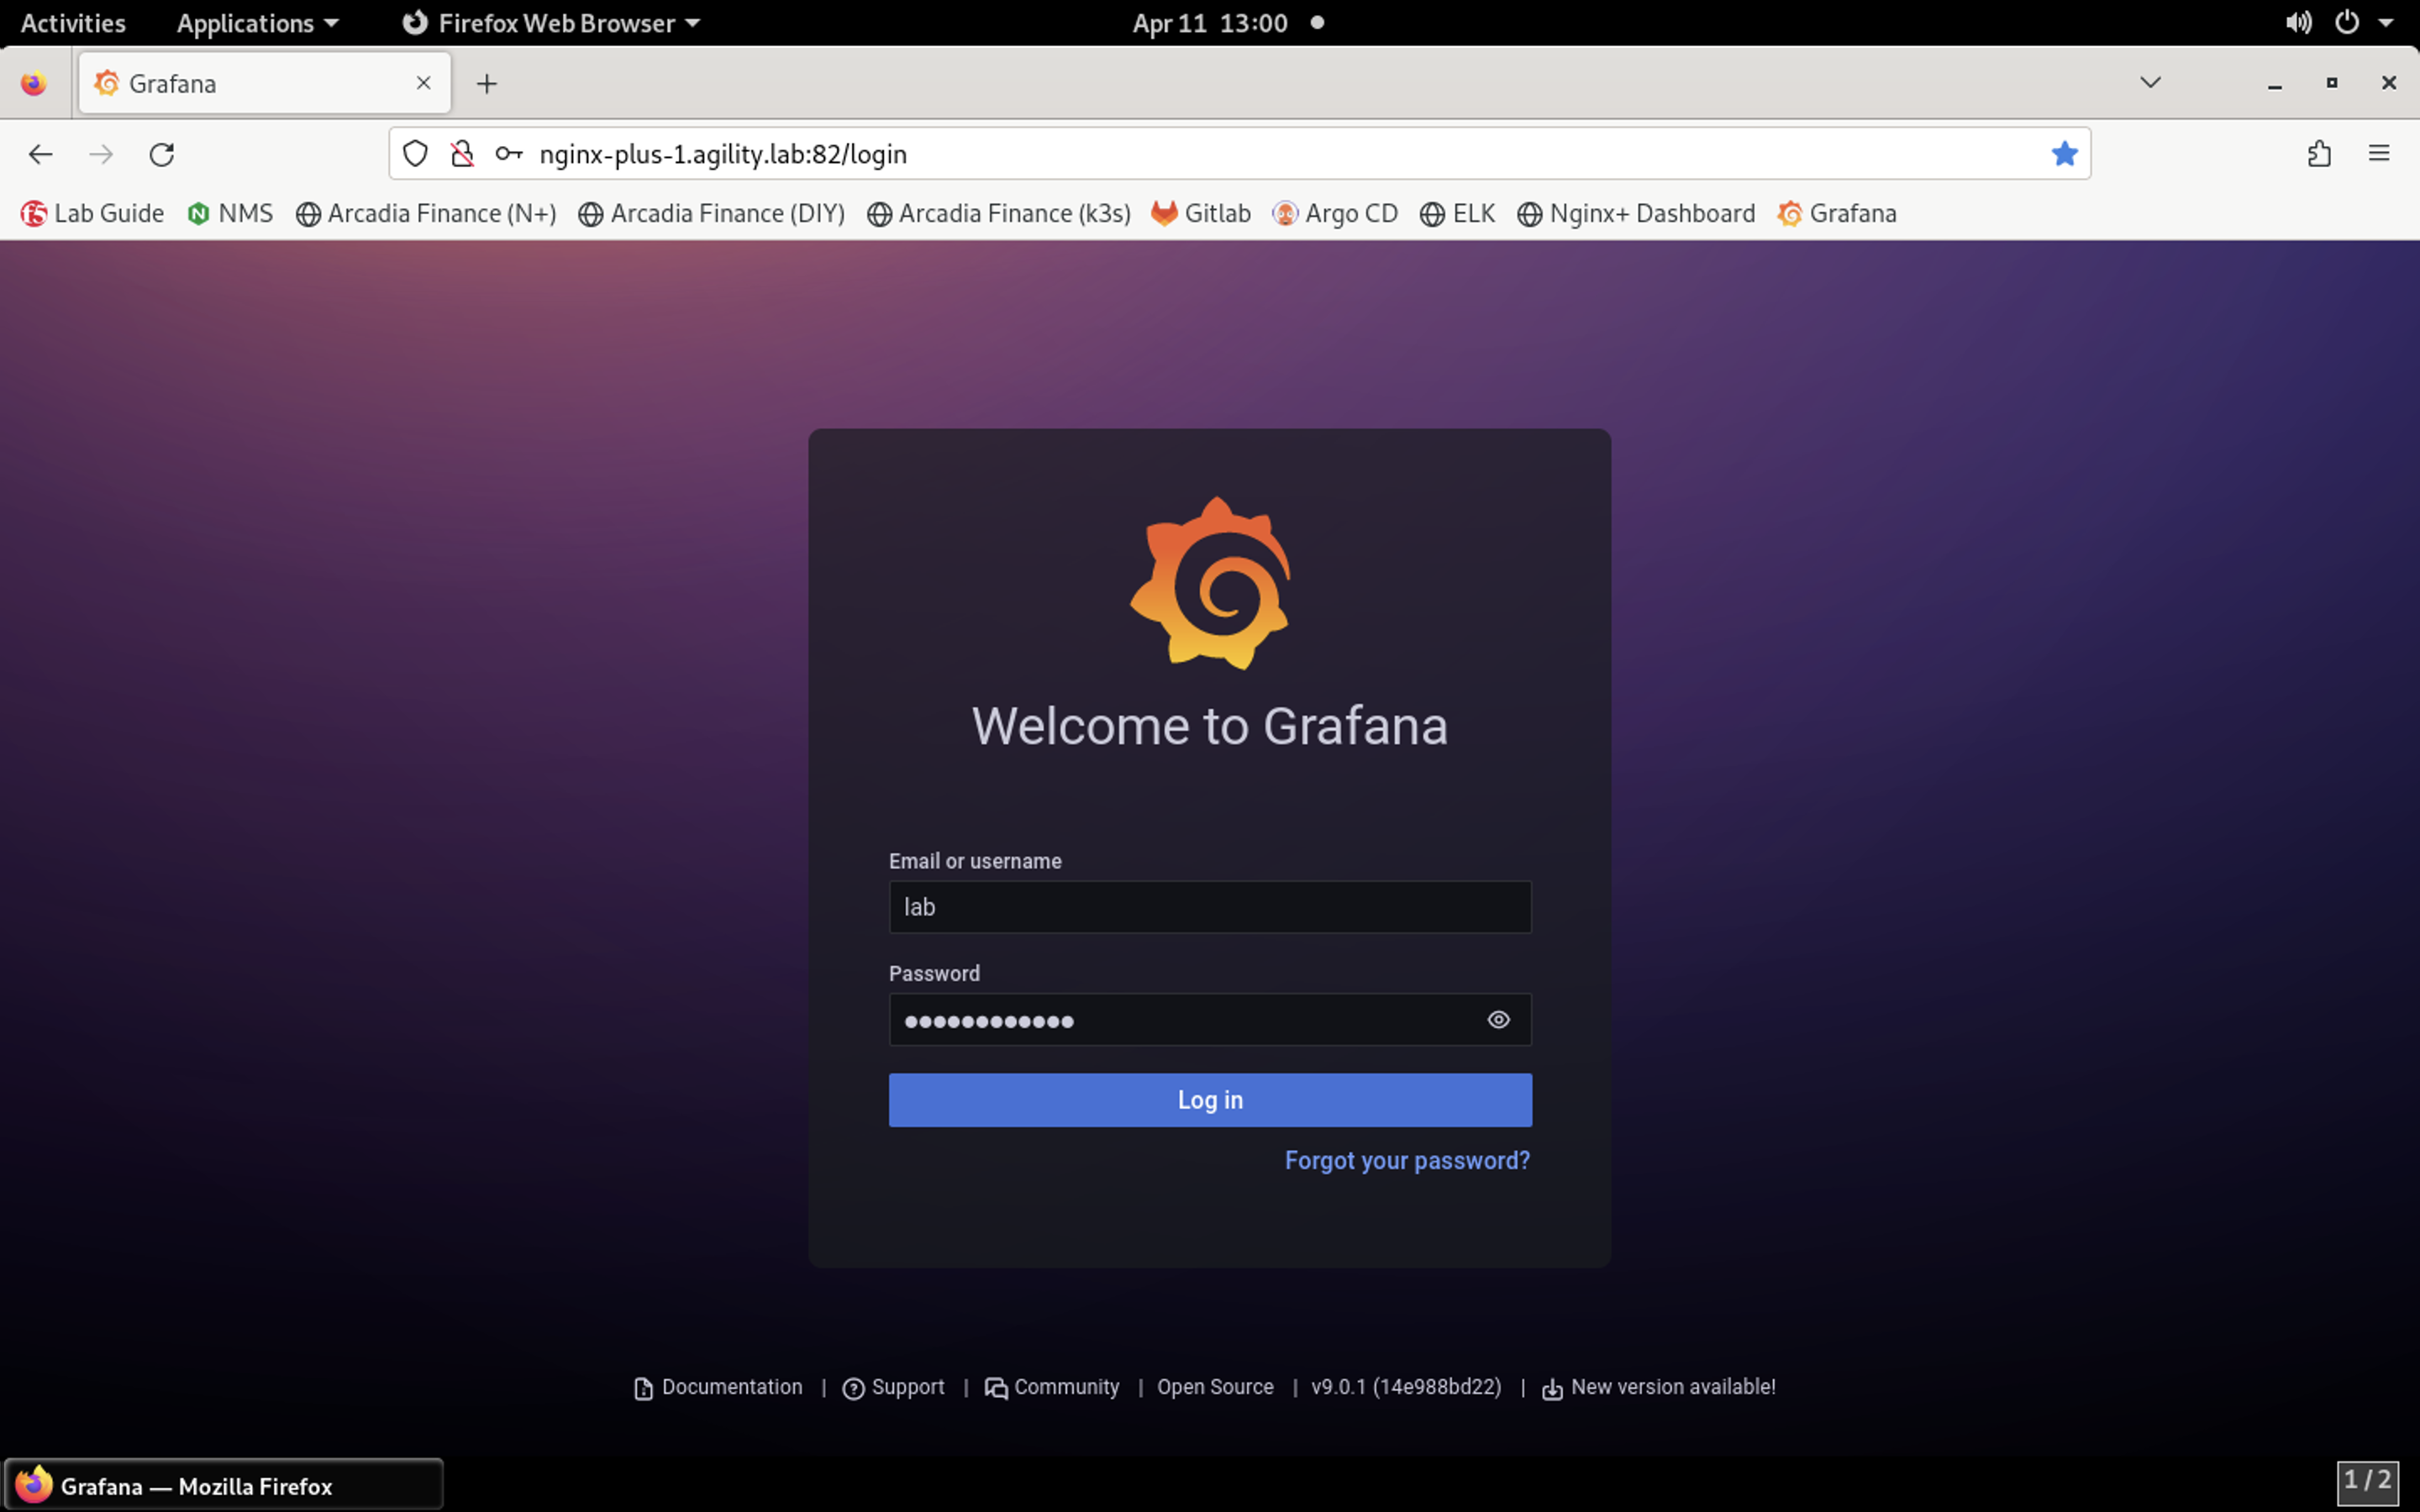 Activities Applications Firefox Web Browser Apr 11 13:00
Grafana
nginx-plus-1.agility.lab:82/login
Lab Guide NMS Arcadia Finance (N+) Arcadia Finance (DIY) Arcadia Finance (k3s) Gitlab Argo CD ELK Nginx+ Dashboard Grafana
Welcome to Grafana
Email or username
lab
Password
●●●●●●●●●●●●
Log in
Forgot your password?
Documentation | Support | Community | Open Source | v9.0.1 (14e988bd22) | New version available!
Grafana — Mozilla Firefox 1 / 2